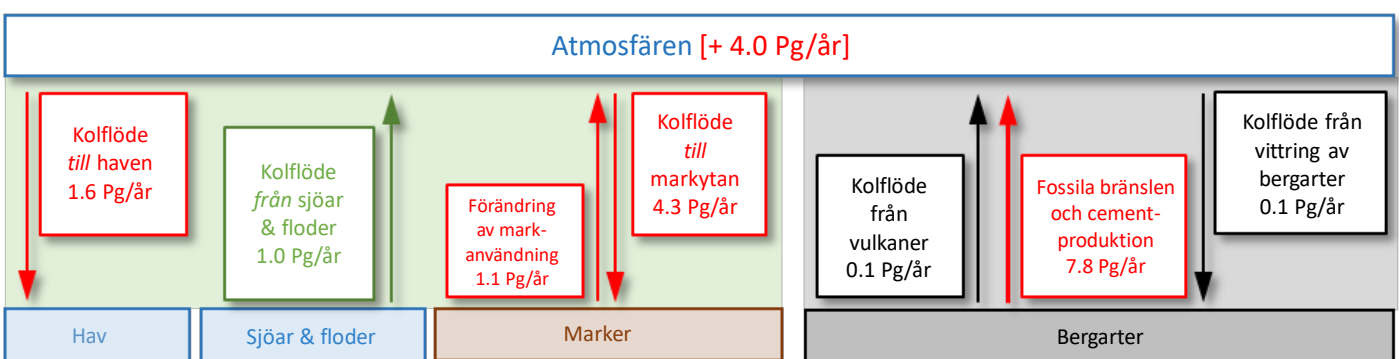 Atmosfären [+ 4.0 Pg/år]
Kolflöde
till haven
1.6 Pg/år
Kolflöde
från sjöar
& floder
1.0 Pg/år
Förändring
av mark-
användning
1.1 Pg/år
Kolflöde
till
markytan
4.3 Pg/år
Kolflöde
från
vulkaner
0.1 Pg/år
Fossila bränslen
och cement-
produktion
7.8 Pg/år
Kolflöde från
vittring av
bergarter
0.1 Pg/år
Hav
Sjöar & floder
Marker
Bergarter